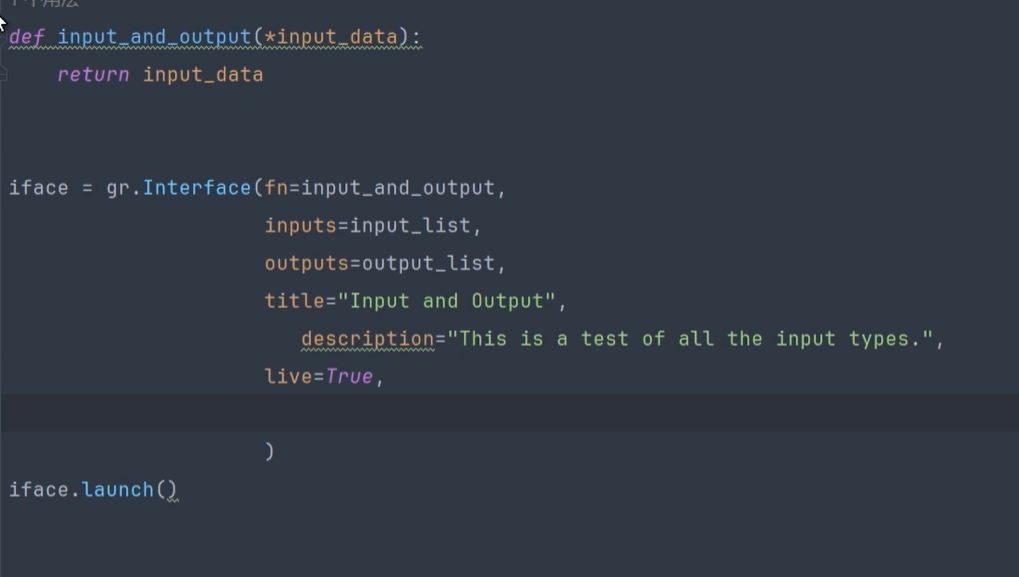 def input_and_output(*input_data):
    return input_data
iface = gr.Interface(fn=input_and_output,
                     inputs=input_list,
                     outputs=output_list,
                     title="Input and Output",
                        description="This is a test of all the input types.",
                     live=True,
                     )
iface.launch()